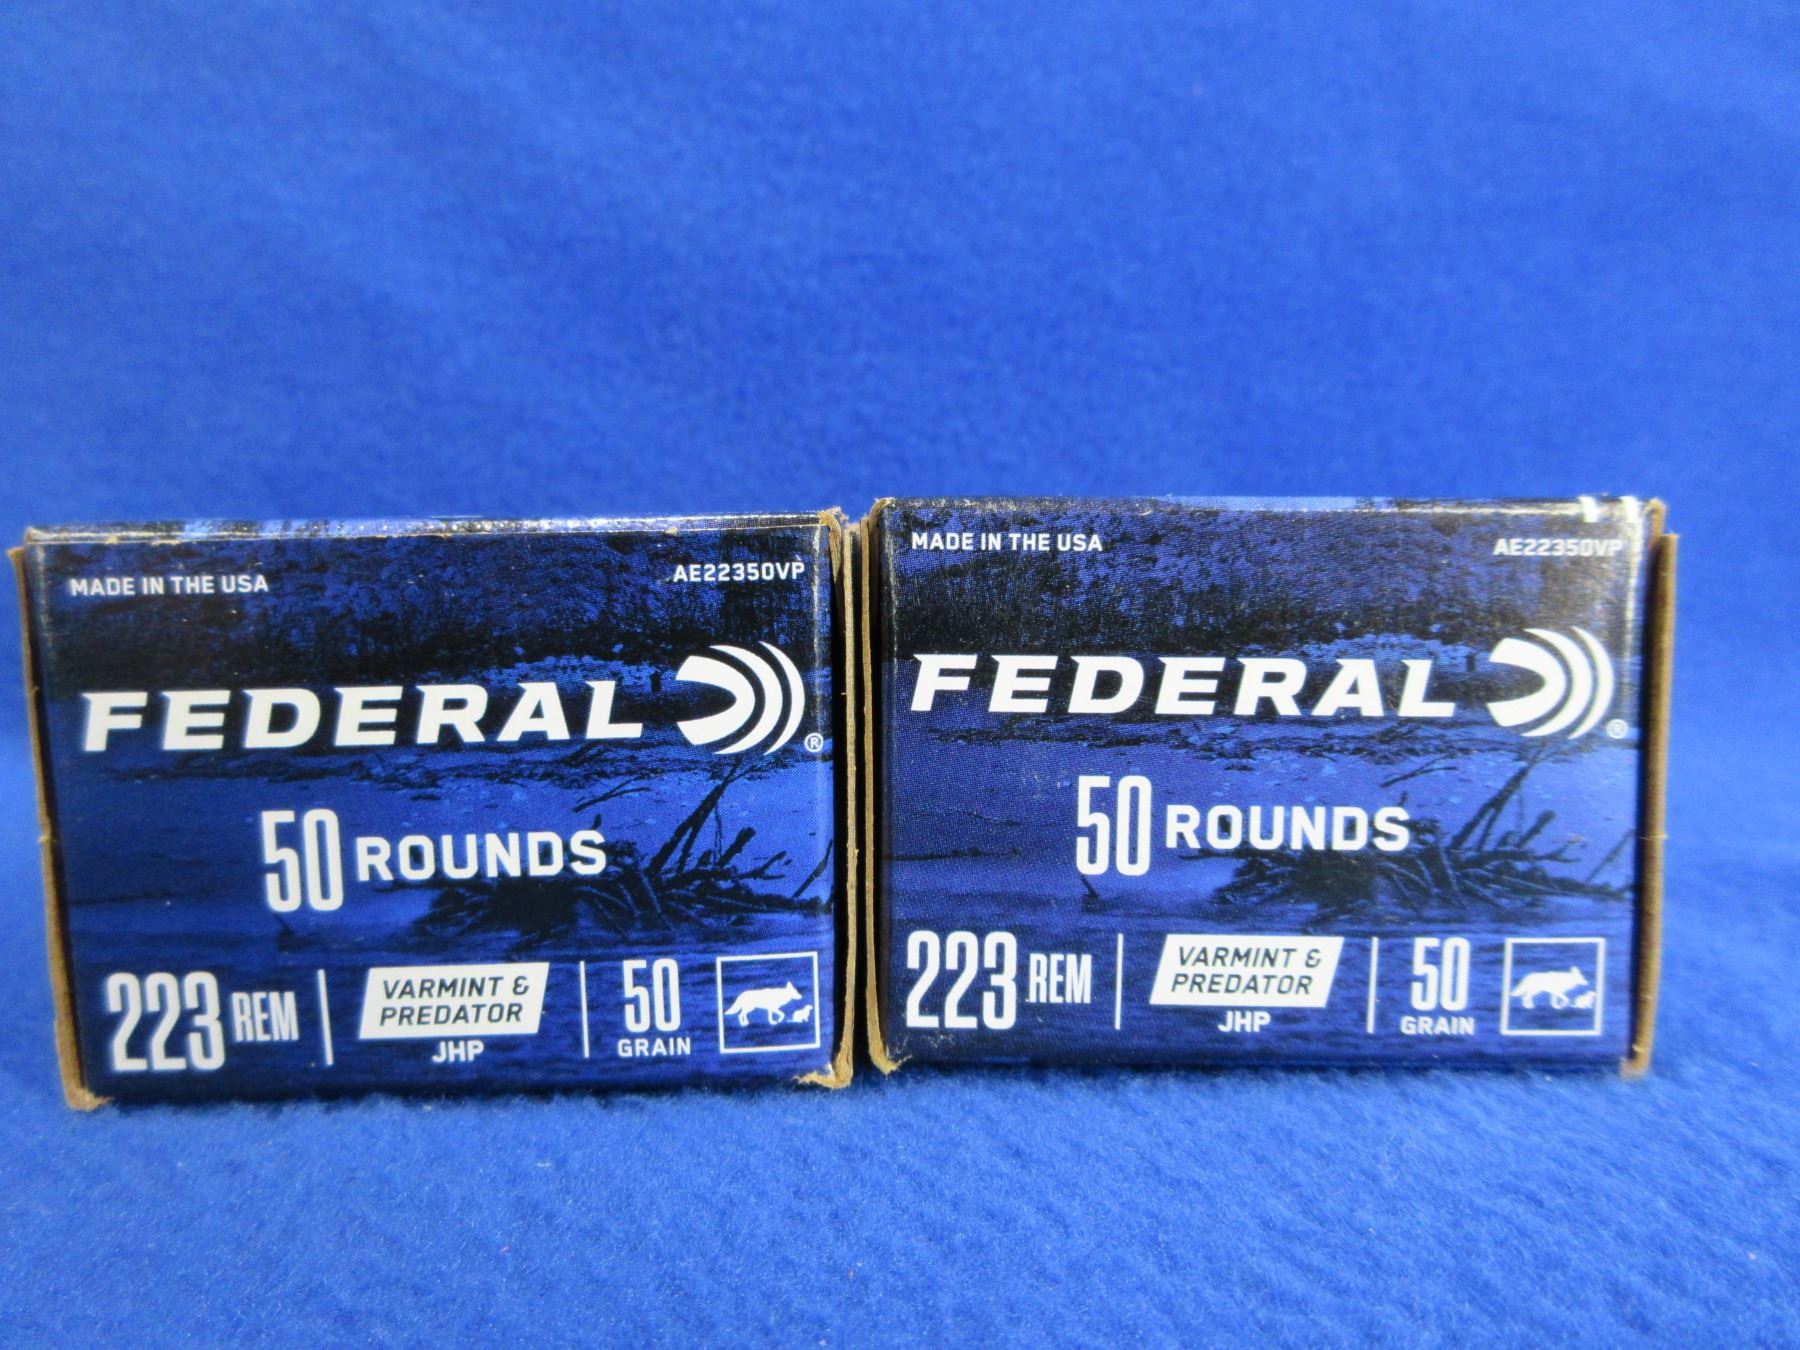 MADE IN THE USA
AE22350VP
FEDERAL ®
50 ROUNDS
223 REM
VARMINT &
PREDATOR
JHP
50
GRAIN
MADE IN THE USA
AE22350VP
FEDERAL ®
50 ROUNDS
223 REM
VARMINT &
PREDATOR
JHP
50
GRAIN